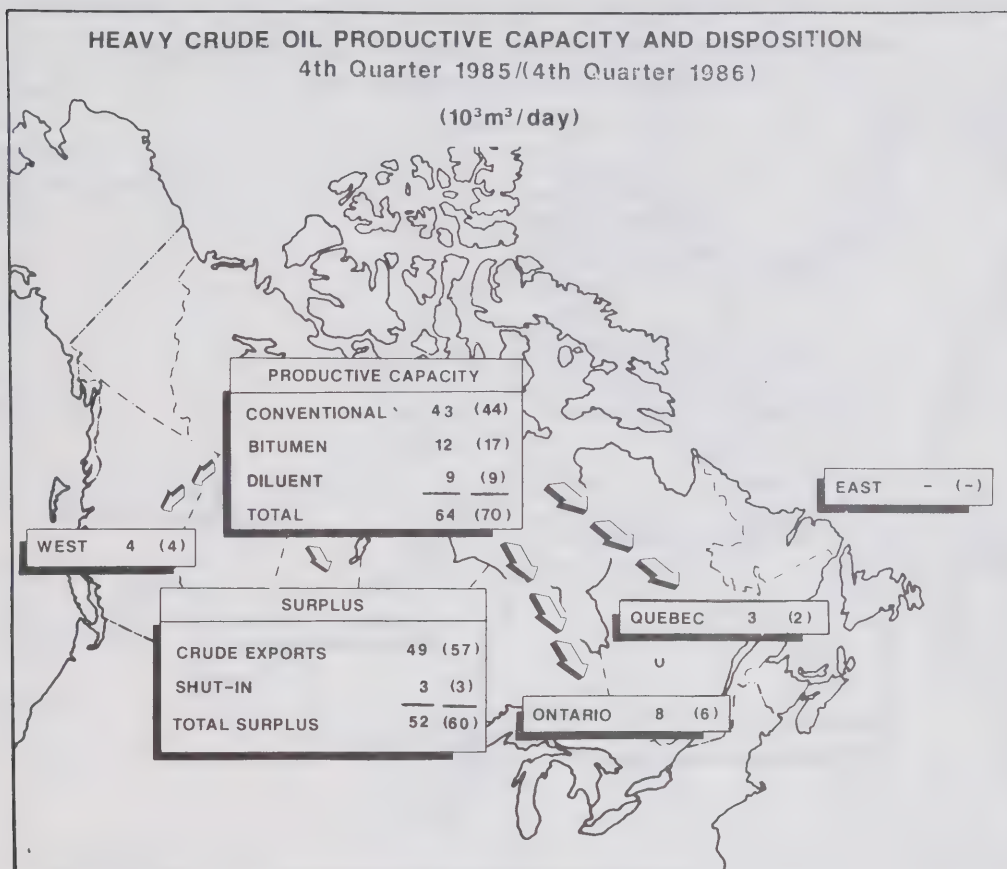 HEAVY CRUDE OIL PRODUCTIVE CAPACITY AND DISPOSITION
4th Quarter 1985/(4th Quarter 1986)
(10³m³/day)
PRODUCTIVE CAPACITY
CONVENTIONAL 43 (44)
BITUMEN 12 (17)
DILUENT 9 (9)
TOTAL 64 (70)
EAST - (-)
WEST 4 (4)
SURPLUS
CRUDE EXPORTS 49 (57)
SHUT-IN 3 (3)
TOTAL SURPLUS 52 (60)
QUEBEC 3 (2)
ONTARIO 8 (6)